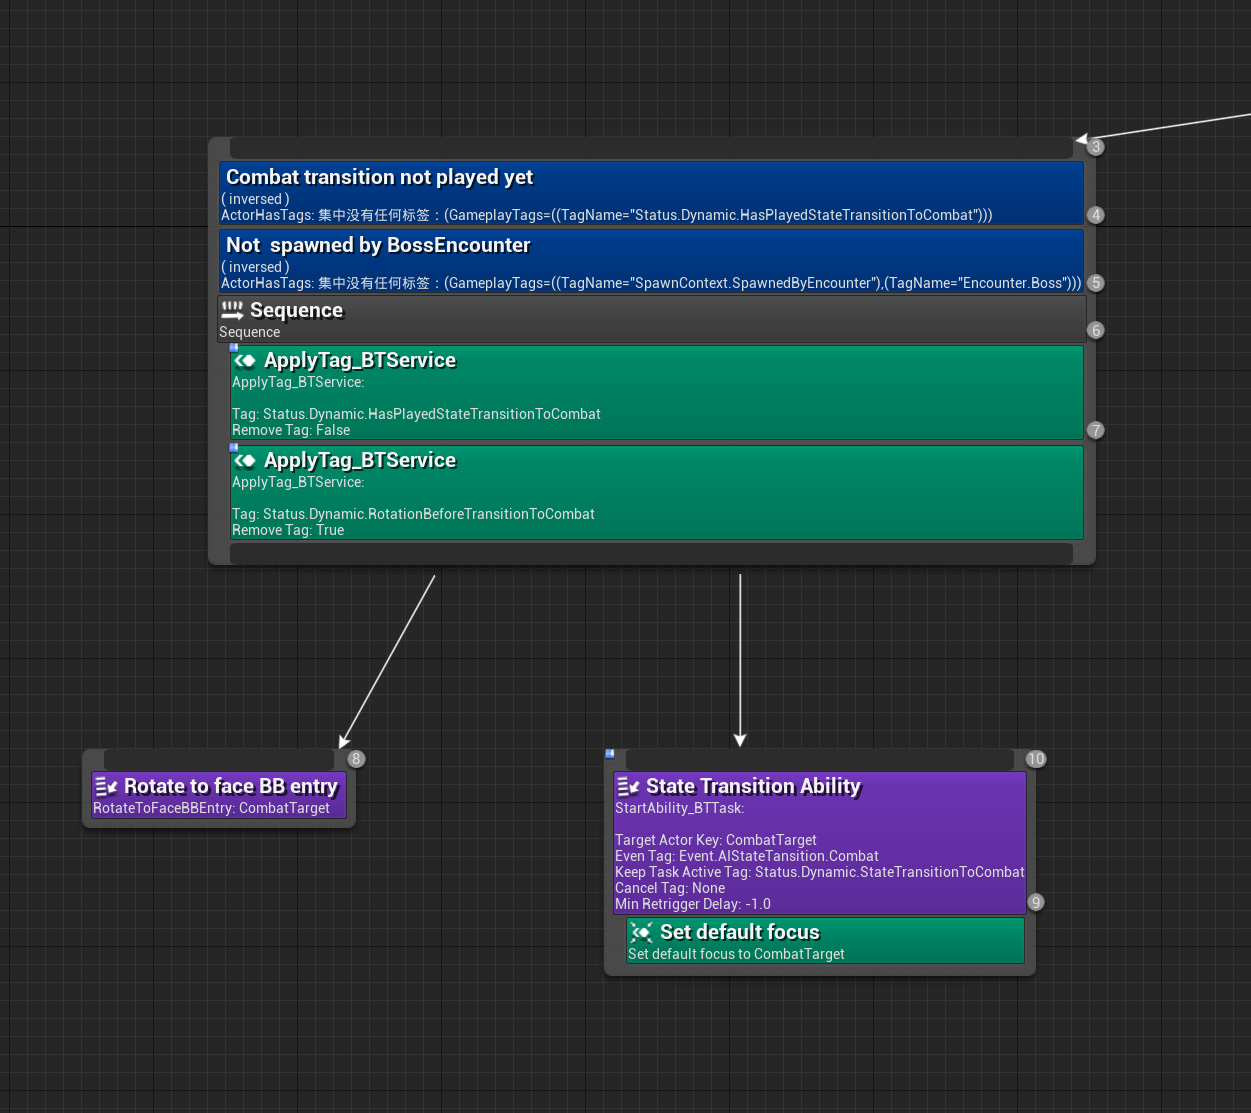 3
Combat transition not played yet
( inversed )
ActorHasTags: 集中没有任何标签：(GameplayTags=((TagName="Status.Dynamic.HasPlayedStateTransitionToCombat")))
4
Not  spawned by BossEncounter
( inversed )
ActorHasTags: 集中没有任何标签：(GameplayTags=((TagName="SpawnContext.SpawnedByEncounter"),(TagName="Encounter.Boss")))
5
Sequence
Sequence
6
ApplyTag_BTService
ApplyTag_BTService:
Tag: Status.Dynamic.HasPlayedStateTransitionToCombat
Remove Tag: False
7
ApplyTag_BTService
ApplyTag_BTService:
Tag: Status.Dynamic.RotationBeforeTransitionToCombat
Remove Tag: True
8
Rotate to face BB entry
RotateToFaceBBEntry: CombatTarget
10
State Transition Ability
StartAbility_BTTask:
Target Actor Key: CombatTarget
Even Tag: Event.AIStateTansition.Combat
Keep Task Active Tag: Status.Dynamic.StateTransitionToCombat
Cancel Tag: None
Min Retrigger Delay: -1.0
9
Set default focus
Set default focus to CombatTarget